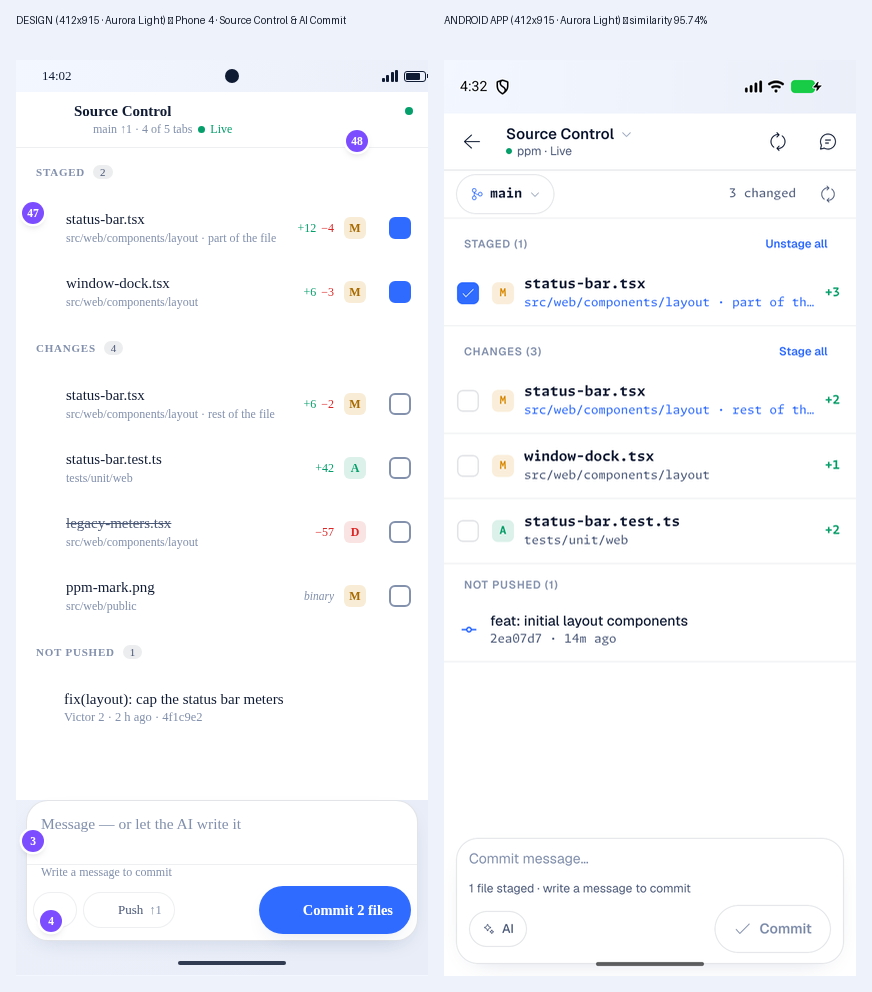 DESIGN (412x915 · Aurora Light) Phone 4 · Source Control & AI Commit
14:02
Source Control
main ↑1 · 4 of 5 tabs ● Live
48
STAGED 2
47
status-bar.tsx
src/web/components/layout · part of the file
+12 −4 M
window-dock.tsx
src/web/components/layout
+6 −3 M
CHANGES 4
status-bar.tsx
src/web/components/layout · rest of the file
+6 −2 M
status-bar.test.ts
tests/unit/web
+42 A
legacy-meters.tsx
src/web/components/layout
−57 D
ppm-mark.png
src/web/public
binary M
NOT PUSHED 1
fix(layout): cap the status bar meters
Victor 2 · 2 h ago · 4f1c9e2
Message — or let the AI write it
3
Write a message to commit
4
Push ↑1
Commit 2 files
ANDROID APP (412x915 · Aurora Light) similarity 95.74%
4:32
Source Control
● ppm · Live
main
3 changed
STAGED (1)
Unstage all
M
status-bar.tsx
src/web/components/layout · part of th…
+3
CHANGES (3)
Stage all
M
status-bar.tsx
src/web/components/layout · rest of th…
+2
M
window-dock.tsx
src/web/components/layout
+1
A
status-bar.test.ts
tests/unit/web
+2
NOT PUSHED (1)
feat: initial layout components
2ea07d7 · 14m ago
Commit message…
1 file staged · write a message to commit
AI
Commit